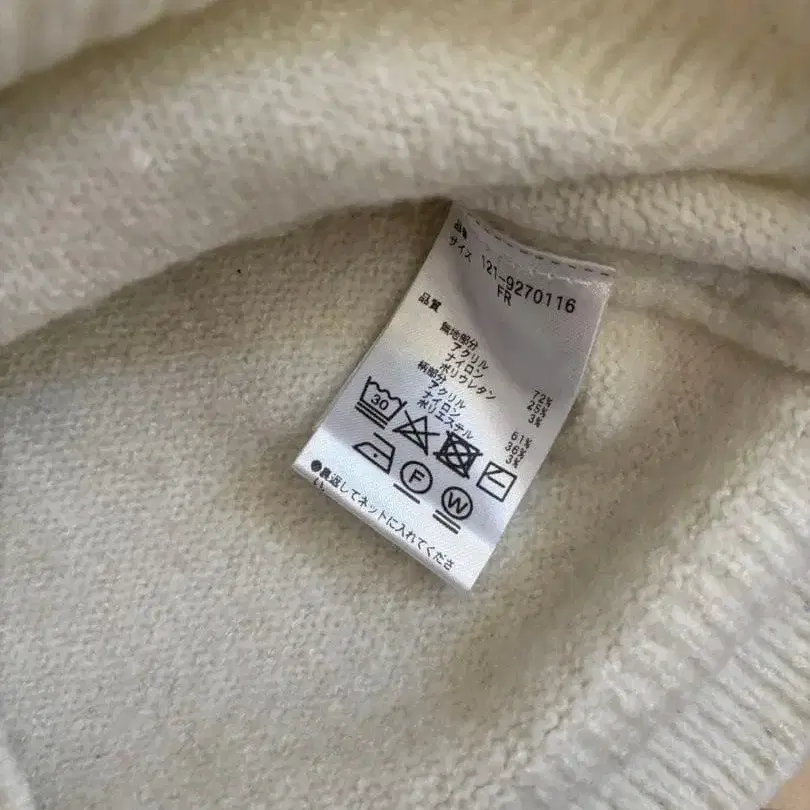 品番 121-9270116
サイズ FR
品質
無地部分
アクリル 72%
ナイロン 25%
ポリウレタン 3%
柄部分
アクリル 61%
ナイロン 36%
ポリエステル 3%
30
F
W
●裏返してネットに入れてくださ
い